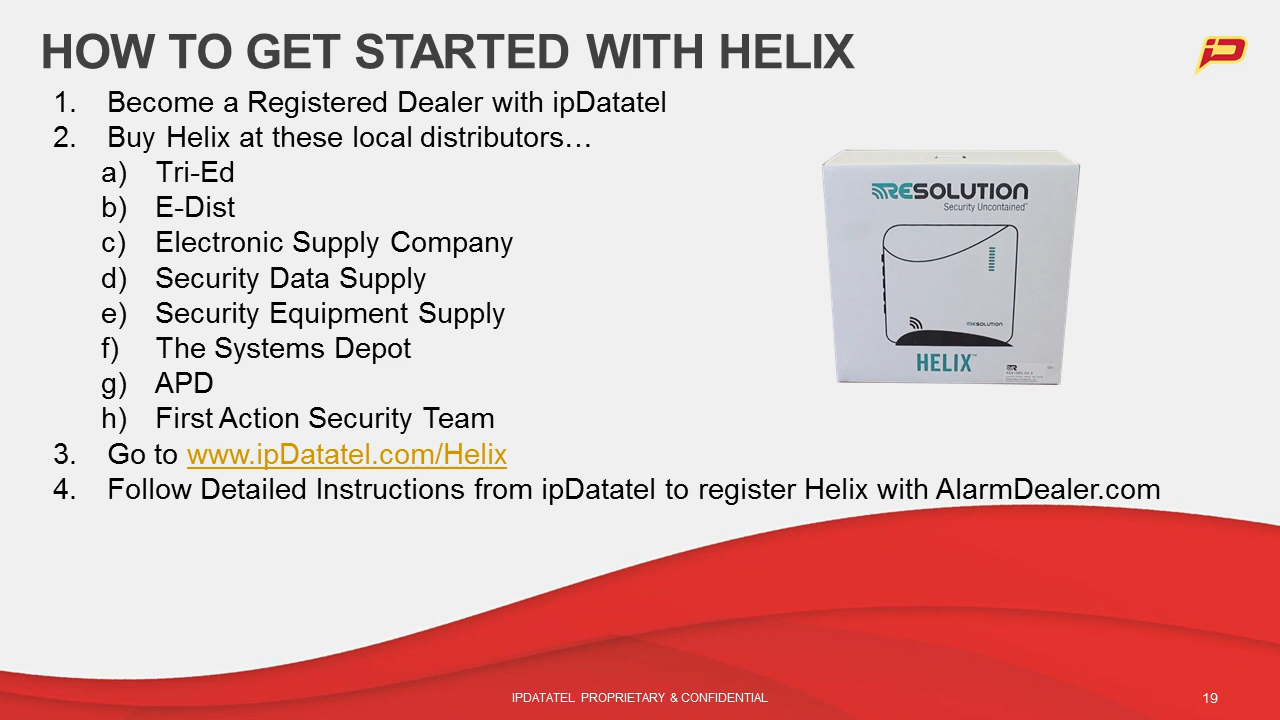 HOW TO GET STARTED WITH HELIX
iD
1. Become a Registered Dealer with ipDatatel
2. Buy Helix at these local distributors…
a) Tri-Ed
b) E-Dist
c) Electronic Supply Company
d) Security Data Supply
e) Security Equipment Supply
f) The Systems Depot
g) APD
h) First Action Security Team
3. Go to www.ipDatatel.com/Helix
4. Follow Detailed Instructions from ipDatatel to register Helix with AlarmDealer.com
RESOLUTION
Security Uncontained™
RESOLUTION
HELIX™
IPDATATEL PROPRIETARY & CONFIDENTIAL
19